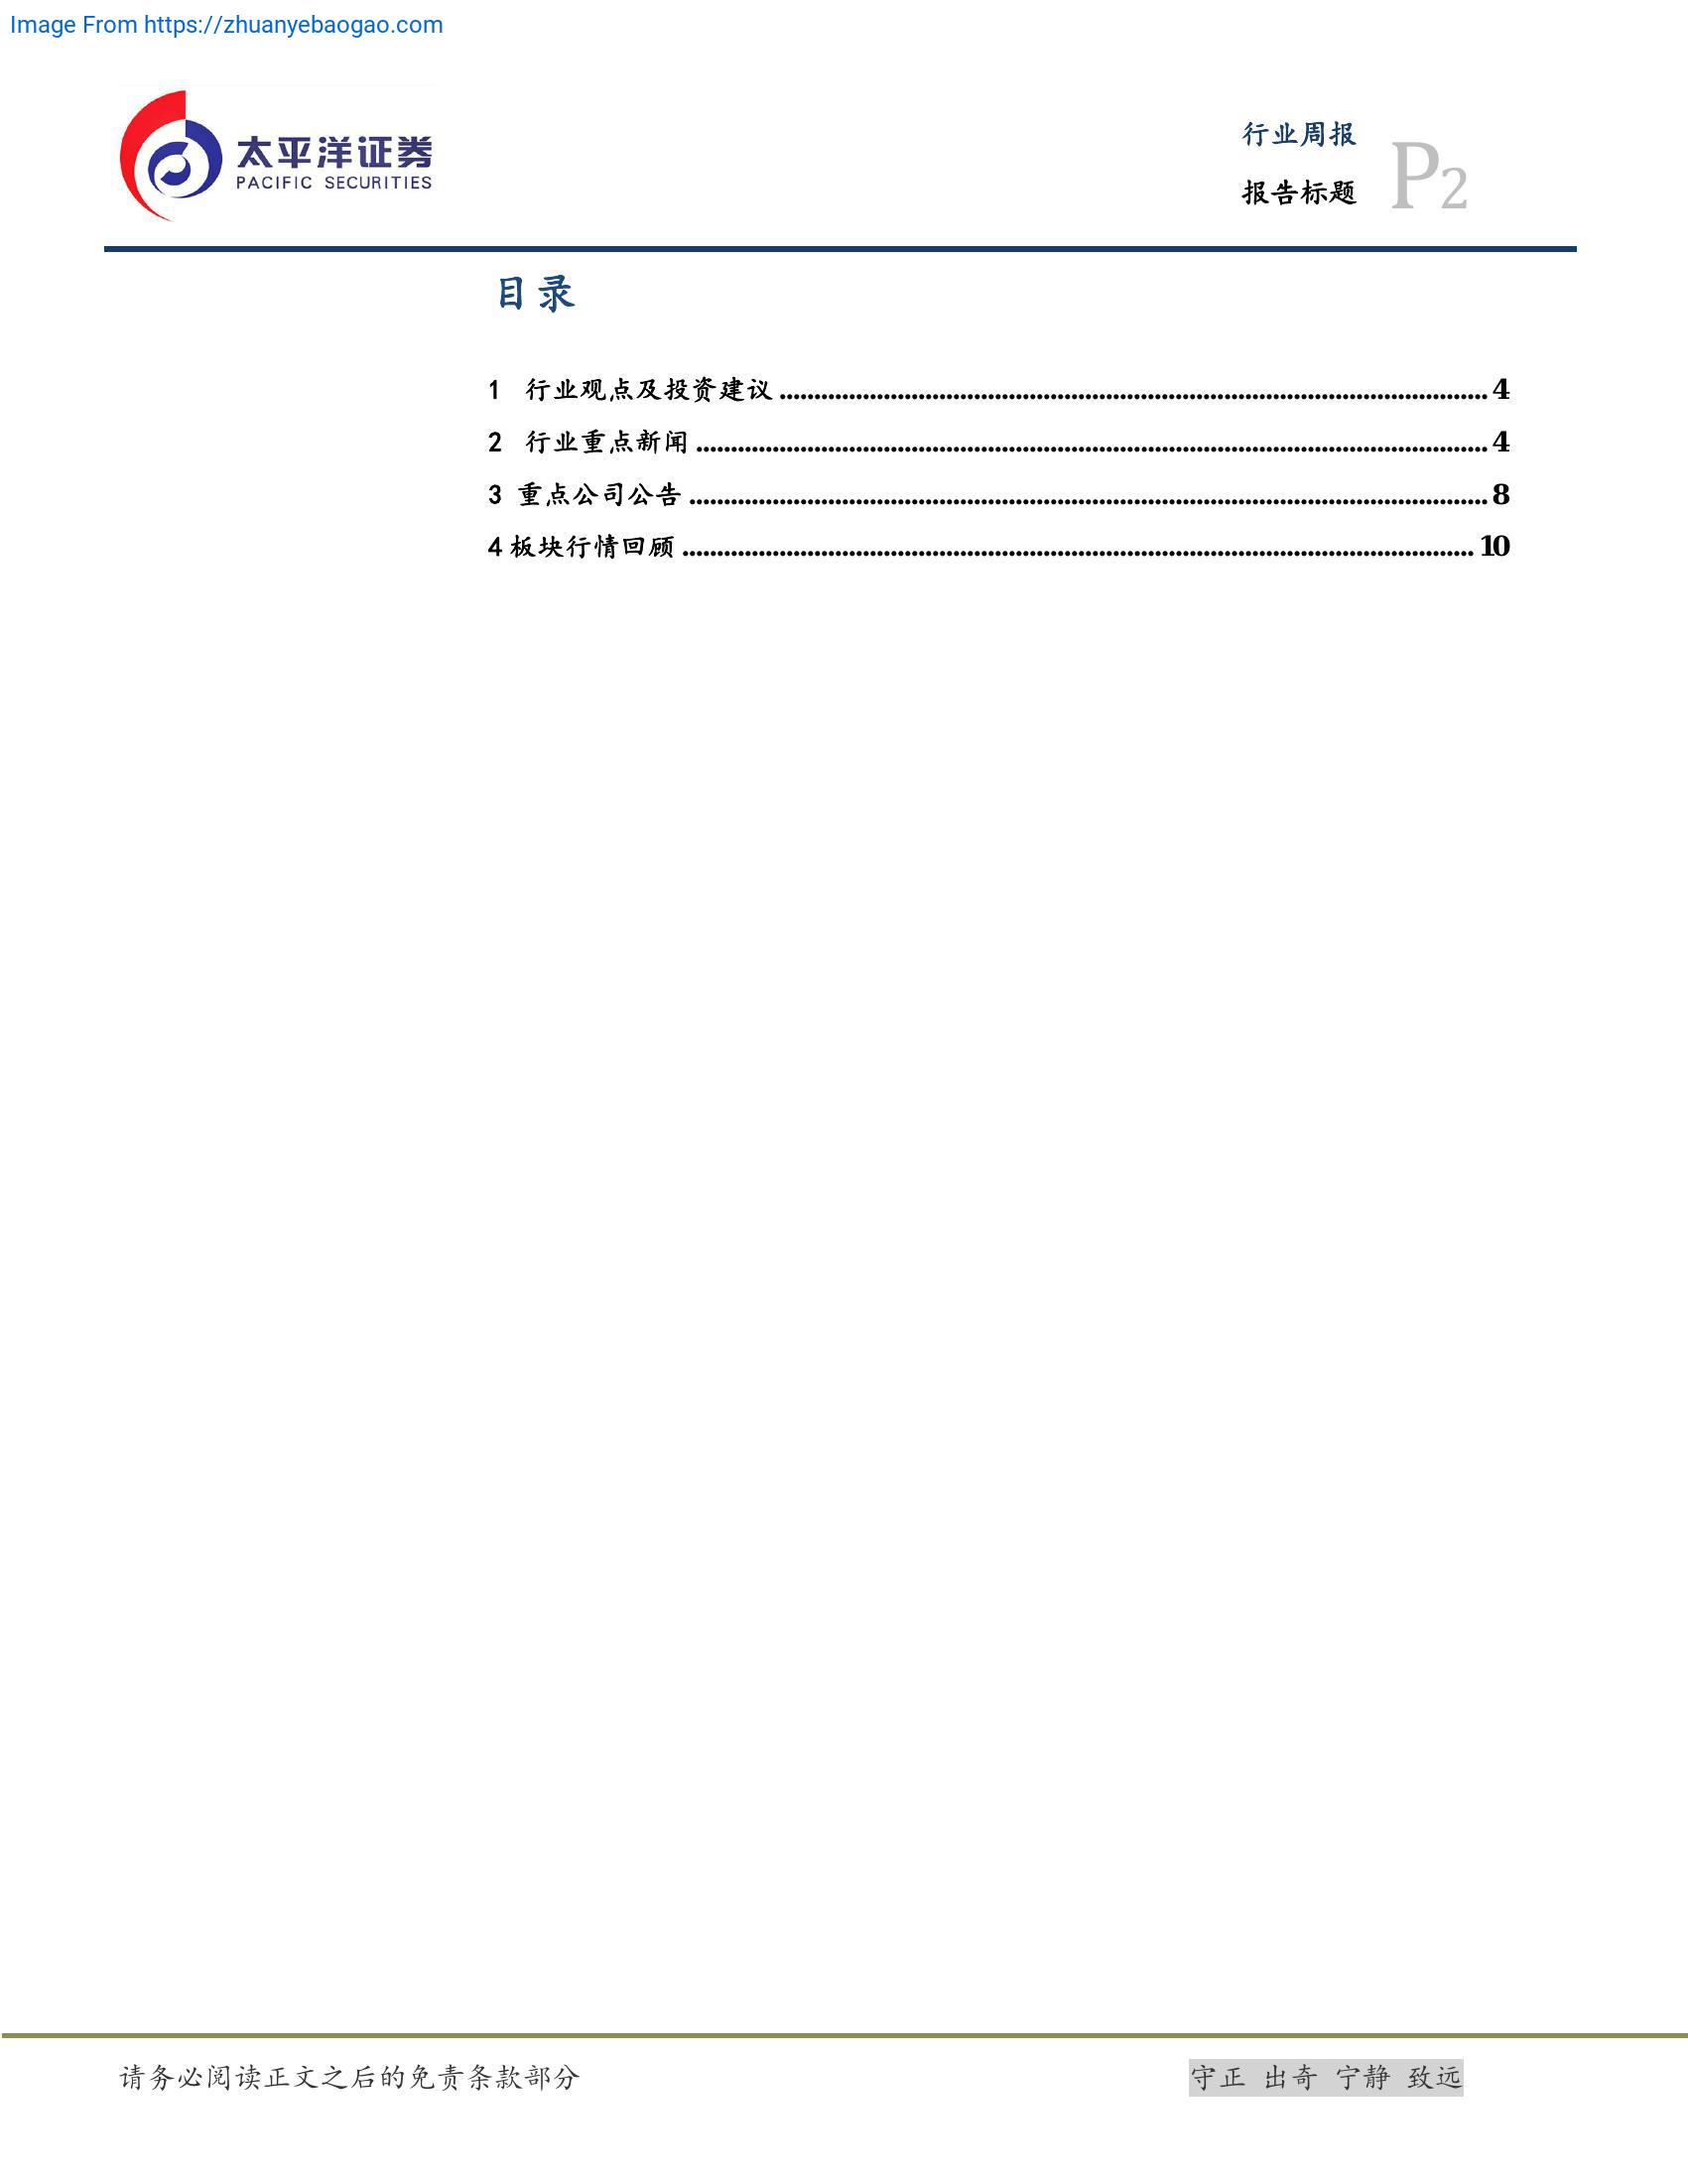 Image From https://zhuanyebaogao.com
太平洋证券
PACIFIC SECURITIES
行业周报
报告标题
P2
目录
1 行业观点及投资建议 4
2 行业重点新闻 4
3 重点公司公告 8
4 板块行情回顾 10
请务必阅读正文之后的免责条款部分
守正 出奇 宁静 致远